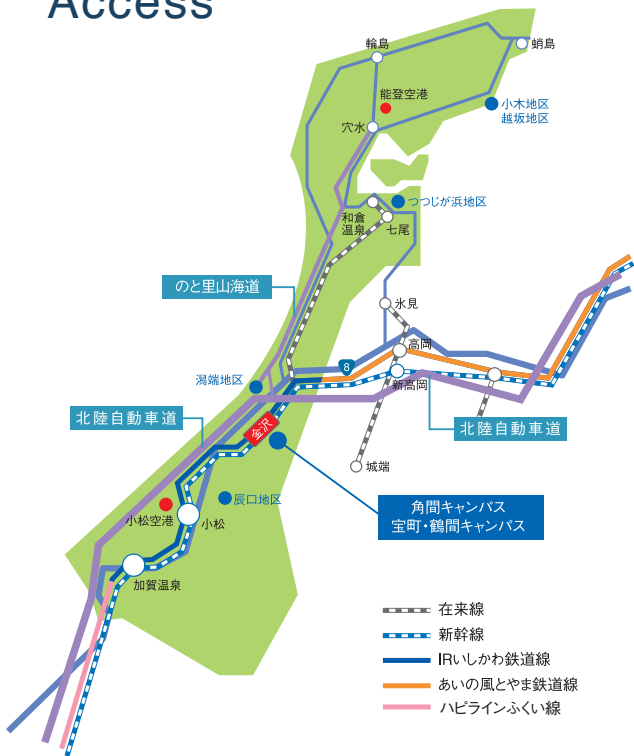 Access
輪島
蛸島
能登空港
小木地区
越坂地区
穴水
つつじが浜地区
和倉
温泉
七尾
のと里山海道
氷見
高岡
8
新高岡
潟端地区
北陸自動車道
金沢
北陸自動車道
城端
辰口地区
角間キャンパス
宝町・鶴間キャンパス
小松空港
小松
加賀温泉
在来線
新幹線
IRいしかわ鉄道線
あいの風とやま鉄道線
ハピラインふくい線